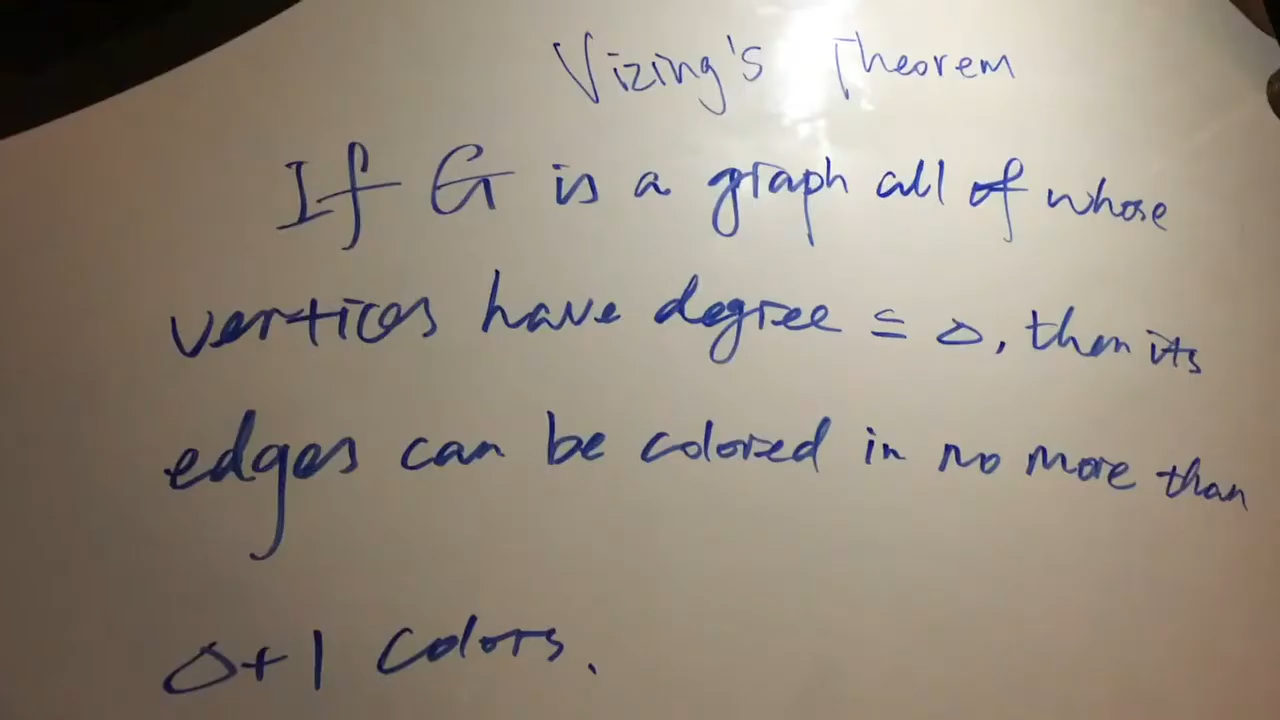 Vizing's Theorem
If G is a graph all of whose
vertices have degree ≤ Δ, then its
edges can be colored in no more than
Δ+1 colors.